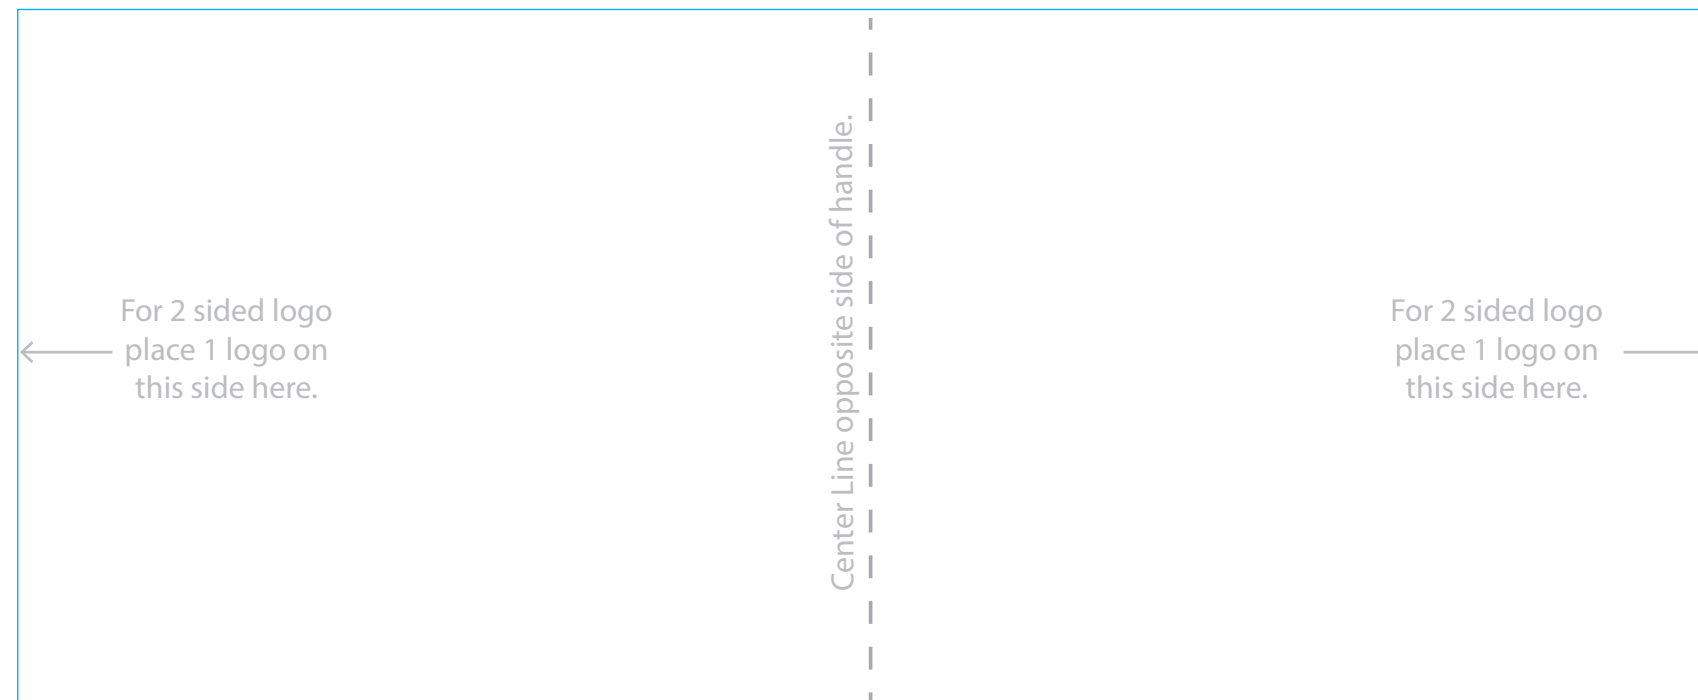 For 2 sided logo
place 1 logo on
this side here.
Center Line opposite side of handle.
For 2 sided logo
place 1 logo on
this side here.